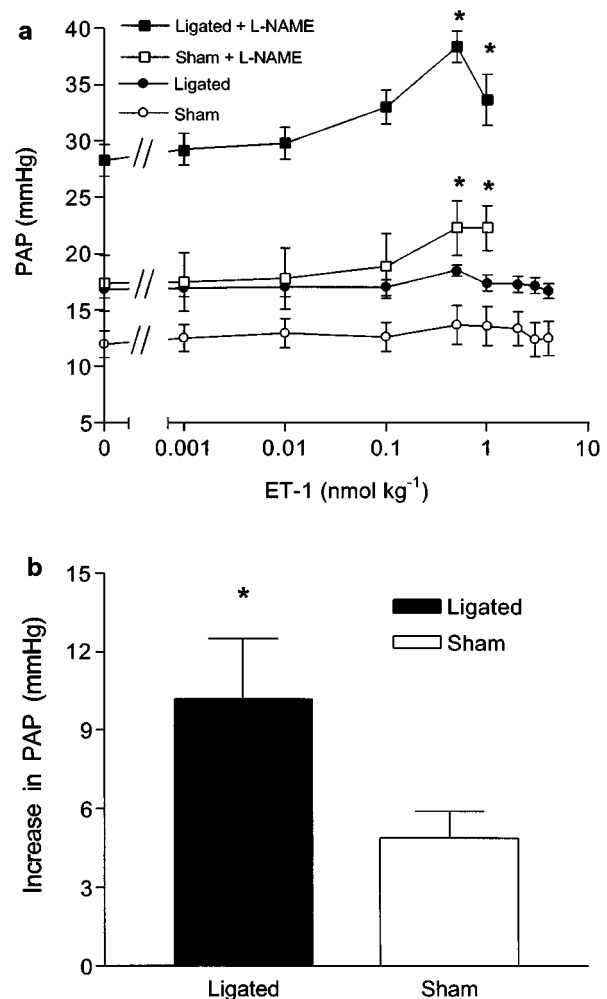 a
Ligated + L-NAME
Sham + L-NAME
Ligated
Sham
PAP (mmHg)
40
35
30
25
20
15
10
5
* *
* *
0 0.001 0.01 0.1 1 10
ET-1 (nmol kg⁻¹)
b
Increase in PAP (mmHg)
15
12
9
6
3
0
*
Ligated
Sham
Ligated Sham